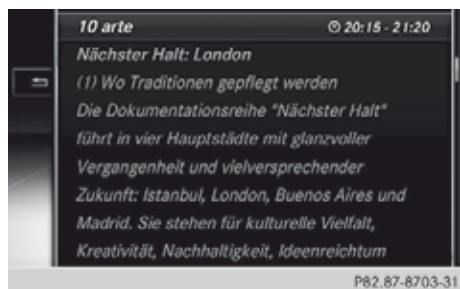 10 arte 20:15 - 21:20
Nächster Halt: London
(1) Wo Traditionen gepflegt werden
Die Dokumentationsreihe "Nächster Halt"
führt in vier Hauptstädte mit glanzvoller
Vergangenheit und vielversprechender
Zukunft: Istanbul, London, Buenos Aires und
Madrid. Sie stehen für kulturelle Vielfalt,
Kreativität, Nachhaltigkeit, Ideenreichtum
P82.87-8703-31